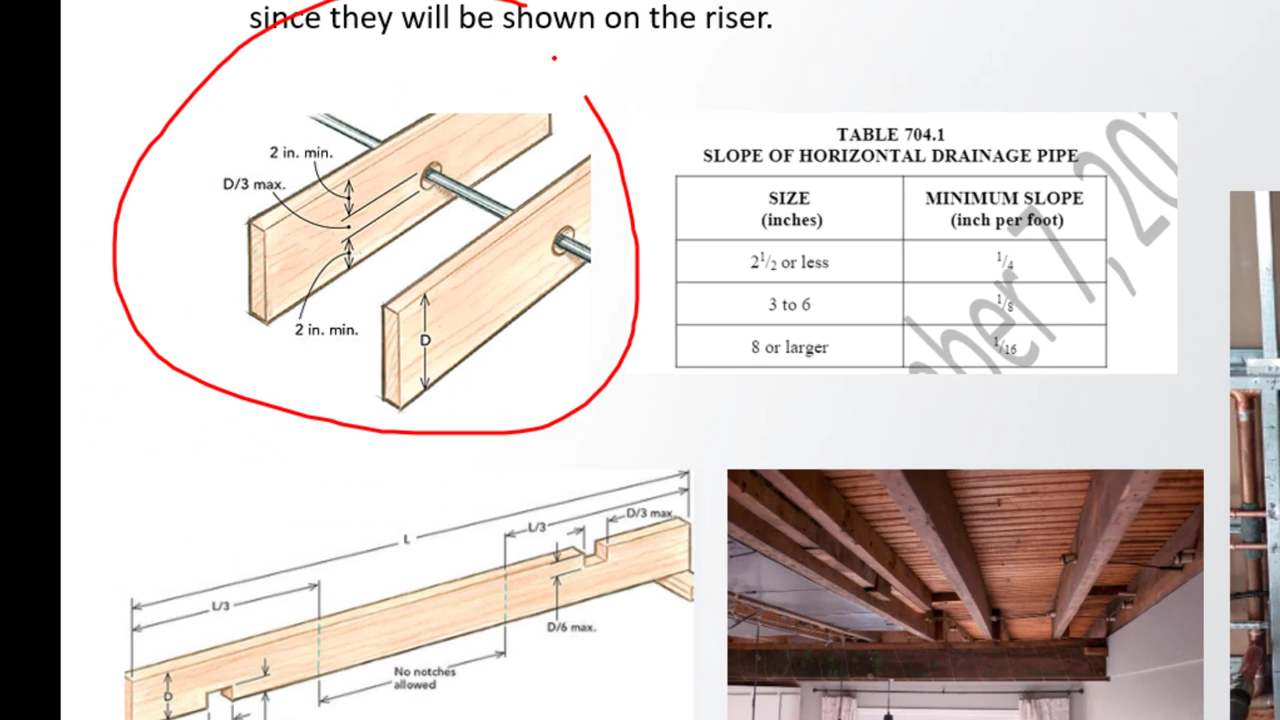 since they will be shown on the riser.
2 in. min.
D/3 max.
2 in. min.
D
TABLE 704.1
SLOPE OF HORIZONTAL DRAINAGE PIPE
SIZE
(inches)
MINIMUM SLOPE
(inch per foot)
2 1/2 or less
1/4
3 to 6
1/8
8 or larger
1/16
ber 7, 20
L
L/3
D/3 max.
L/3
D/6 max.
No notches
allowed
D